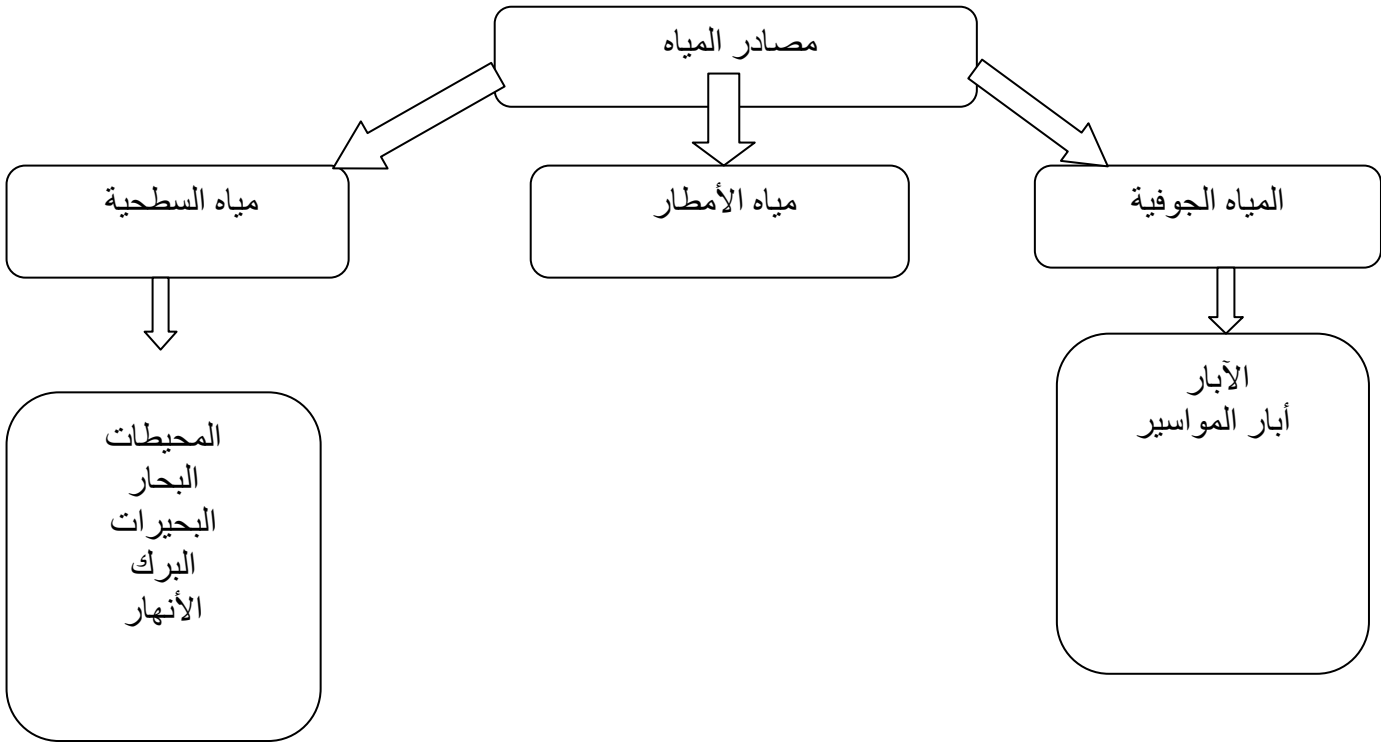 مصادر المياه
المياه الجوفية
مياه الأمطار
مياه السطحية
الآبار
أبار المواسير
المحيطات
البحار
البحيرات
البرك
الأنهار